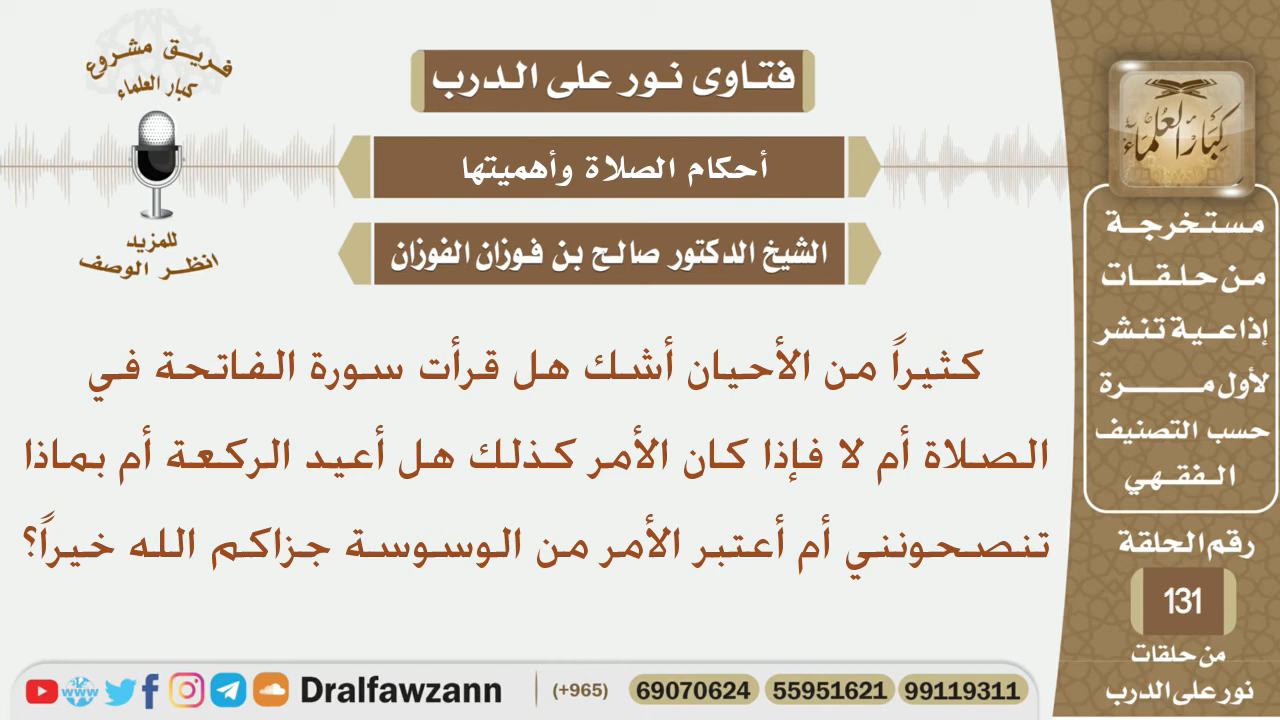 فريق مشروع
كبار العلماء
للمزيد
انظر الوصف
فتاوى نور على الدرب
أحكام الصلاة وأهميتها
الشيخ الدكتور صالح بن فوزان الفوزان
كثيراً من الأحيان أشك هل قرأت سورة الفاتحة في
الصلاة أم لا فإذا كان الأمر كذلك هل أعيد الركعة أم بماذا
تنصحونني أم أعتبر الأمر من الوسوسة جزاكم الله خيراً؟
كبار العلماء
مستخرجة
من حلقات
إذاعية تنشر
لأول مرة
حسب التصنيف
الفقهي
رقم الحلقة
131
من حلقات
نور على الدرب
www
Dralfawzann
(+965) 69070624 55951621 99119311